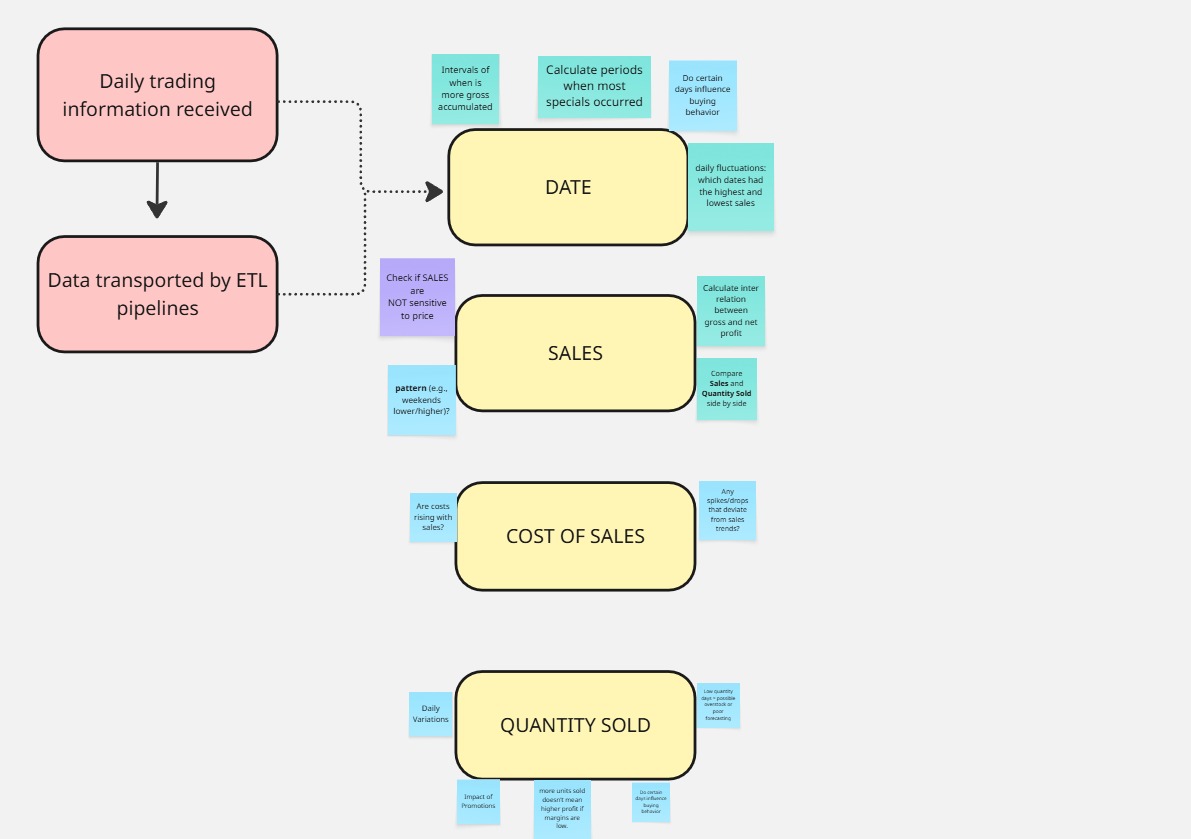 Daily trading
information received
Data transported by ETL
pipelines
Intervals of
when is
more gross
accumulated
Calculate periods
when most
specials occurred
Do certain
days influence
buying
behavior
DATE
daily fluctuations:
which dates had
the highest and
lowest sales
Check if SALES
are
NOT sensitive
to price
pattern (e.g.,
weekends
lower/higher)?
SALES
Calculate inter
relation
between
gross and net
profit
Compare
Sales and
Quantity Sold
side by side
Are costs
rising with
sales?
COST OF SALES
Any
spikes/drops
that deviate
from sales
trends?
Daily
Variations
QUANTITY SOLD
Low quantity
days = possible
overstock or
poor
forecasting
Impact of
Promotions
more units sold
doesn't mean
higher profit if
margins are
low.
Do certain
days influence
buying
behavior